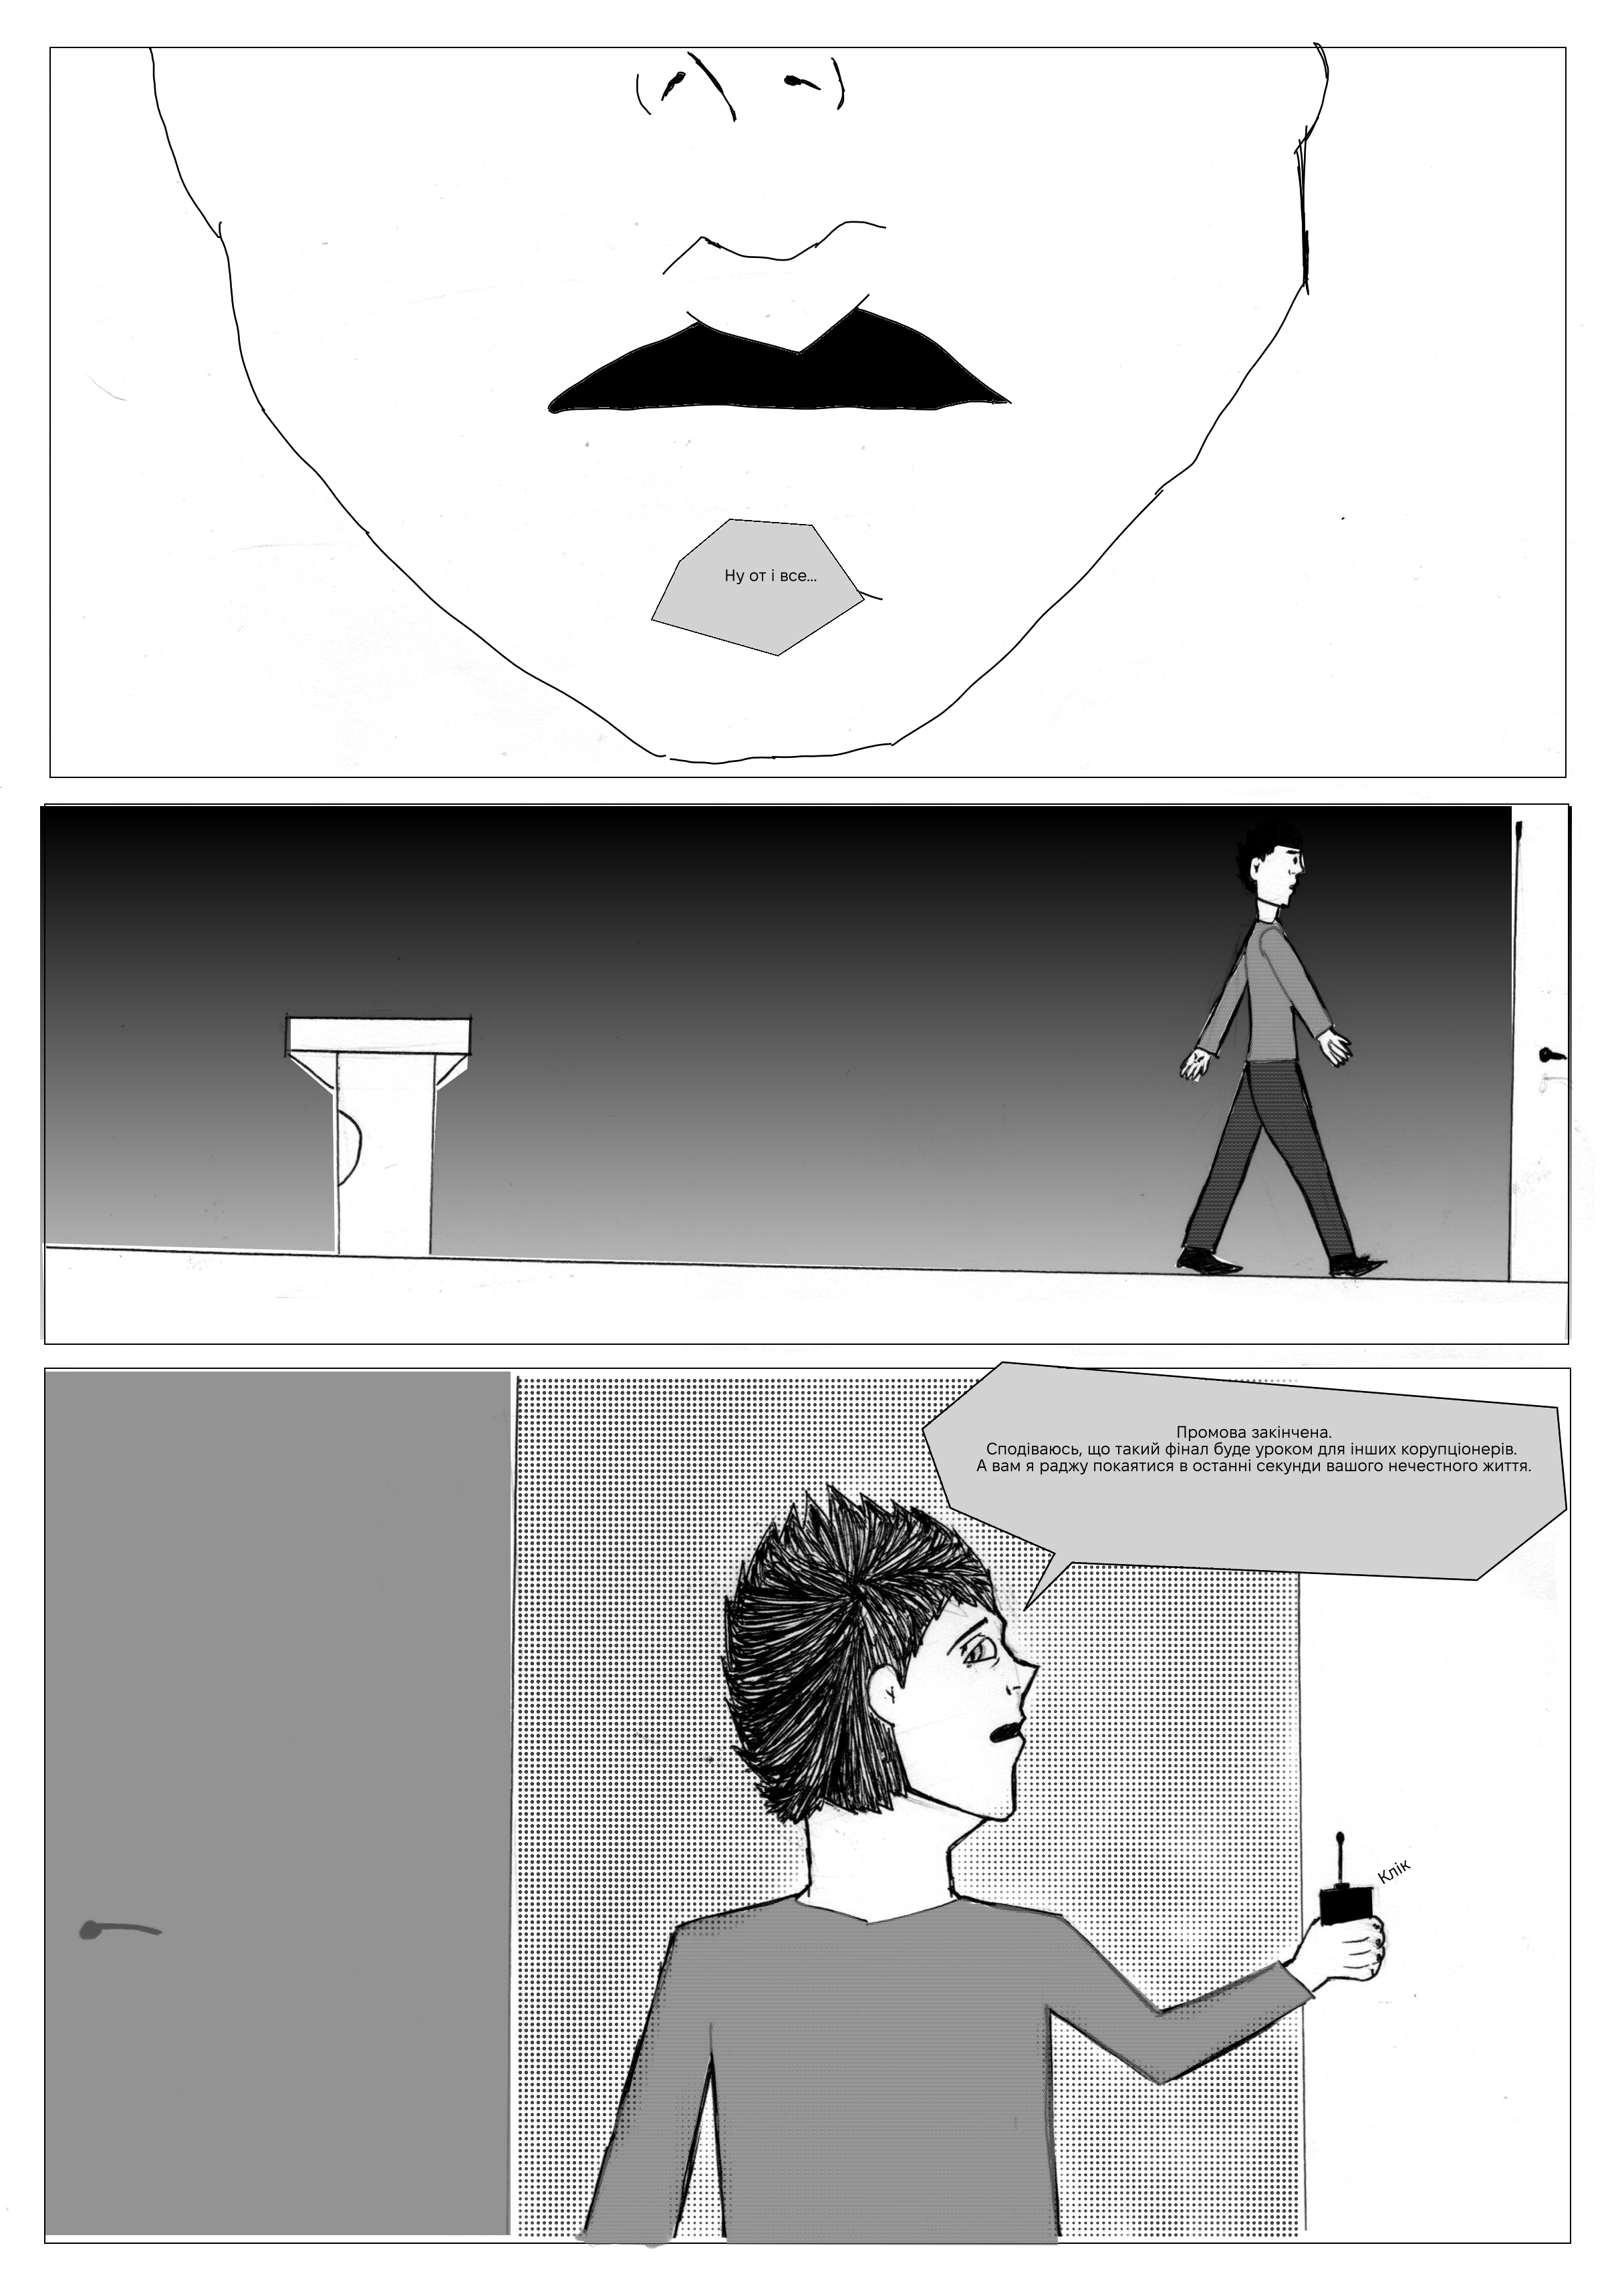 Ну от і все...
Промова закінчена.
Сподіваюсь, що такий фінал буде уроком для інших корупціонерів.
А вам я раджу покаятися в останні секунди вашого нечестного життя.
Клік